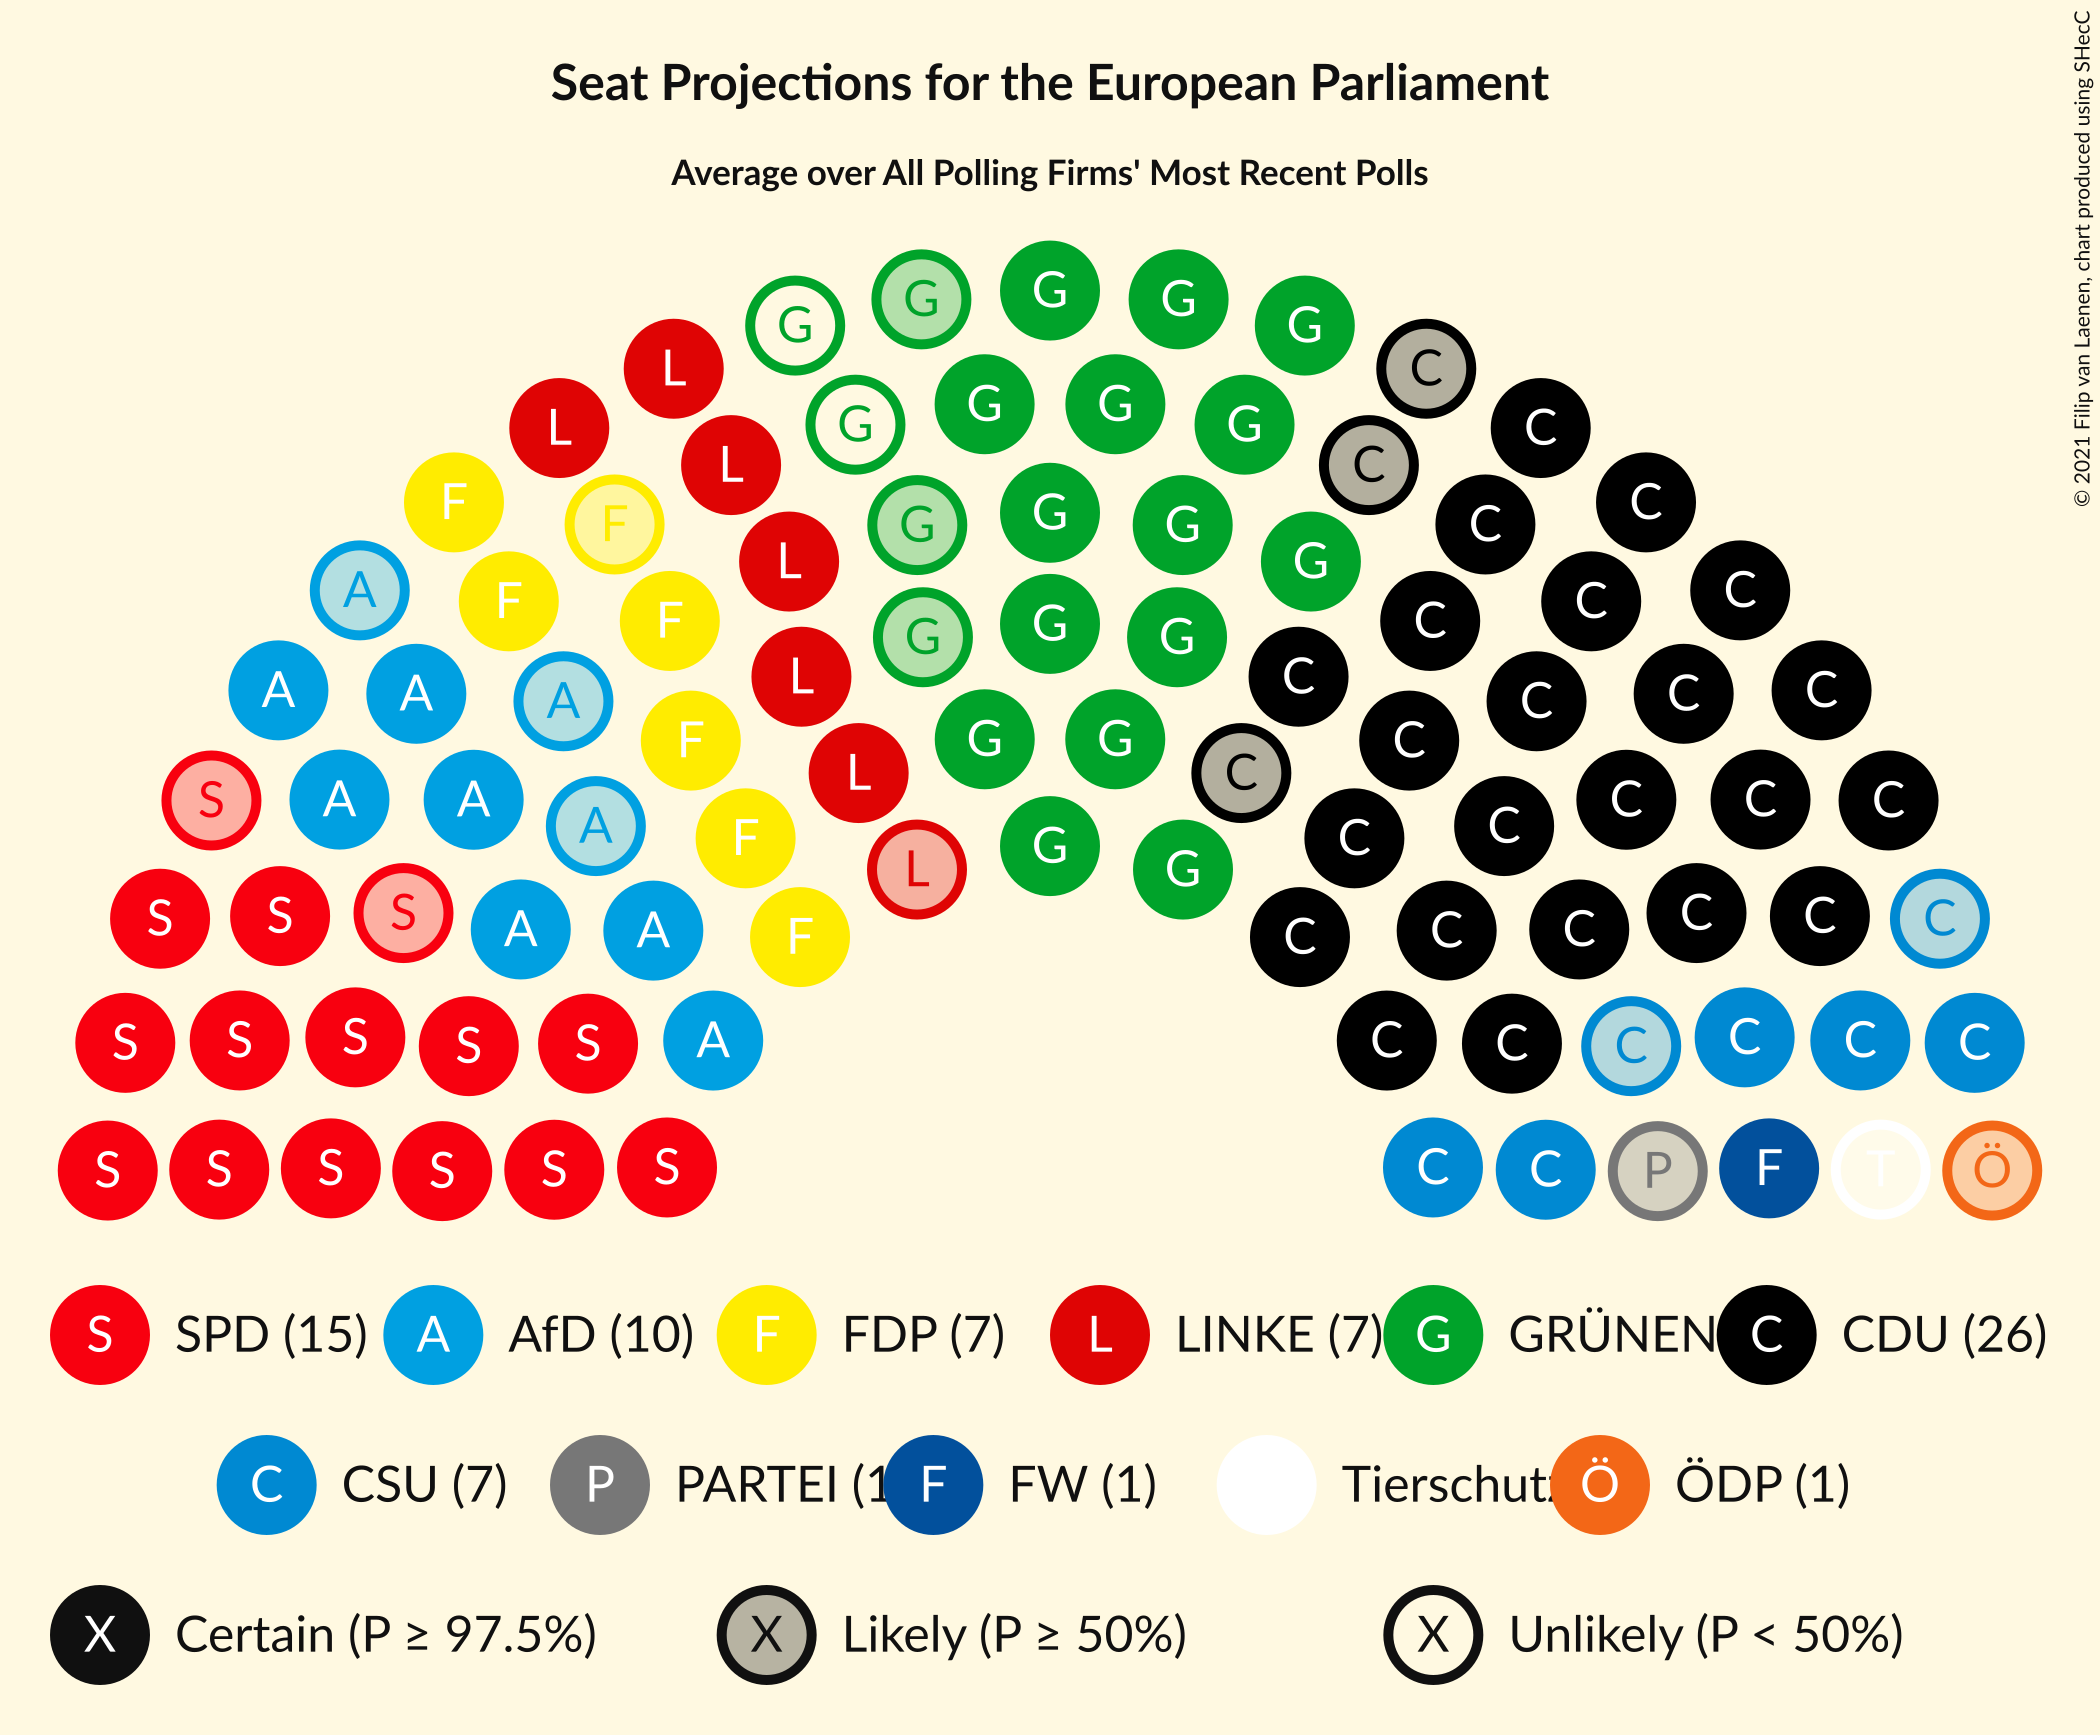 Seat Projections for the European Parliament
Average over All Polling Firms' Most Recent Polls
© 2021 Filip van Laenen, chart produced using SHecC
G G G G G
L C
G G G G
L C
L C
F F L G G G G C C
A F L G C C
F G G G C
A A A L C C C C
F L G G C C
S A A A F L G G C C C C C
S S S A A F C C C C C C
S S S S S A C C C C C C
S S S S S S C C P F T Ö
S SPD (15) A AfD (10) F FDP (7) L LINKE (7) G GRÜNEN C CDU (26)
C CSU (7) P PARTEI (1 F FW (1) Tierschutz Ö ÖDP (1)
X Certain (P ≥ 97.5%) X Likely (P ≥ 50%) X Unlikely (P < 50%)